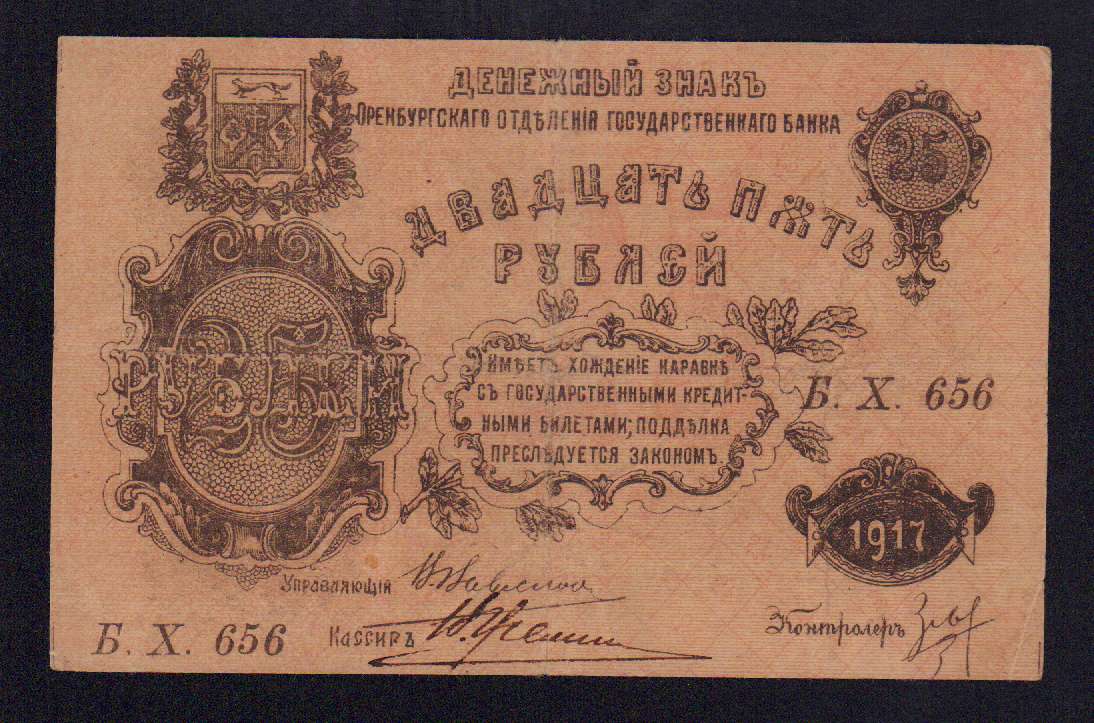 ДЕНЕЖНЫЙ ЗНАКЪ
ОРЕНБУРГСКАГО ОТДѢЛЕНІЯ ГОСУДАРСТВЕННАГО БАНКА
25
ДВАДЦАТЬ ПЯТЬ
РУБЛЕЙ
25
РУБЛЕЙ
ИМѢЕТЪ ХОЖДЕНІЕ НАРАВНѢ
СЪ ГОСУДАРСТВЕННЫМИ КРЕДИТ-
НЫМИ БИЛЕТАМИ; ПОДДѢЛКА
ПРЕСЛѢДУЕТСЯ ЗАКОНОМЪ.
Б. Х. 656
1917
Управляющій
Кассиръ
Контролеръ
Б. Х. 656